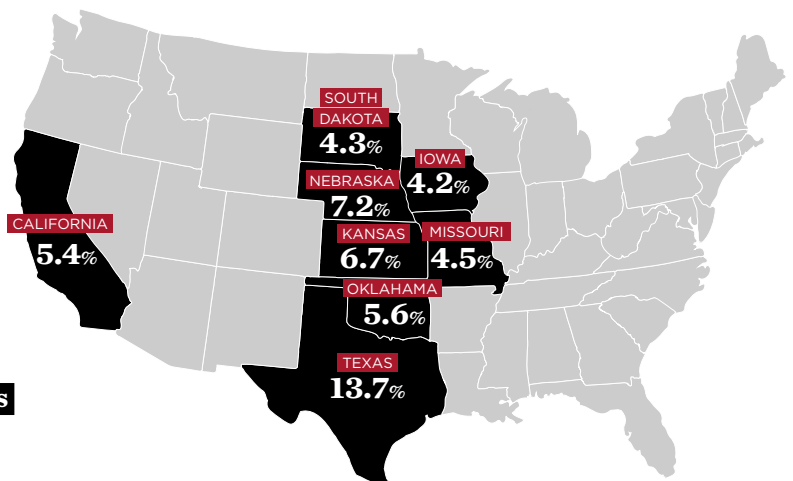 SOUTH
DAKOTA
4.3%
IOWA
4.2%
NEBRASKA
7.2%
CALIFORNIA
5.4%
KANSAS
6.7%
MISSOURI
4.5%
OKLAHOMA
5.6%
TEXAS
13.7%
s